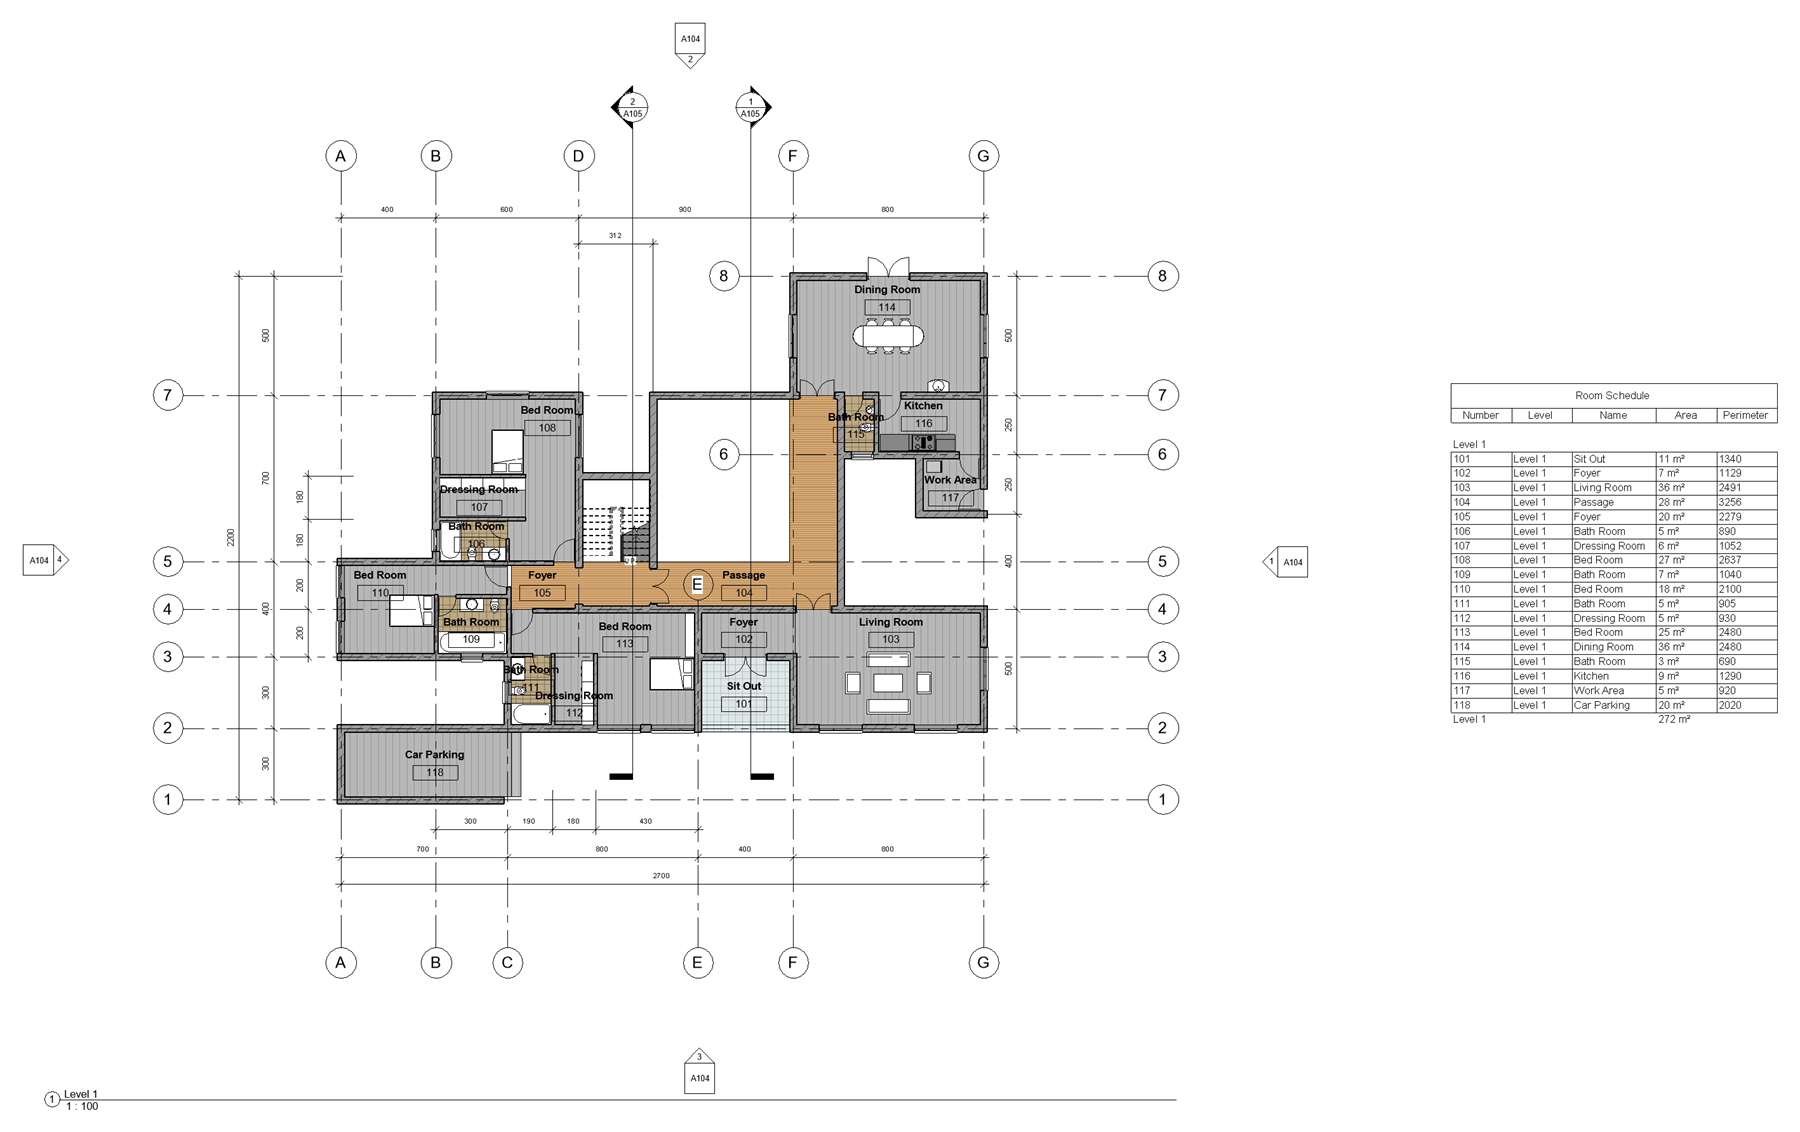 A104
2
2
A105
1
A105
A B D F G
400 600 900 800
312
8 8
Dining Room
114
500 500
7 7
Bed Room
108
Kitchen
116
Bath Room
115
250
6 6
Dressing Room
107
180
700
Work Area
117
250
Bath Room
106
180
2200
A104 4
5 5
1 A104
400
Bed Room
110
Foyer
105
E
Passage
104
200
4 4
400
Bath Room
109
Bed Room
113
Foyer
102
Living Room
103
200
3 3
Bath Room
111
Dressing Room
112
Sit Out
101
300
500
2 2
Car Parking
118
300
1 1
300 190 180 430
700 800 400 800
2700
A B C E F G
3
A104
1 Level 1
1 : 100
Room Schedule
Number Level Name Area Perimeter
Level 1
101 Level 1 Sit Out 11 m² 1340
102 Level 1 Foyer 7 m² 1129
103 Level 1 Living Room 36 m² 2491
104 Level 1 Passage 28 m² 3256
105 Level 1 Foyer 20 m² 2279
106 Level 1 Bath Room 5 m² 890
107 Level 1 Dressing Room 6 m² 1052
108 Level 1 Bed Room 27 m² 2637
109 Level 1 Bath Room 7 m² 1040
110 Level 1 Bed Room 18 m² 2100
111 Level 1 Bath Room 5 m² 905
112 Level 1 Dressing Room 5 m² 930
113 Level 1 Bed Room 25 m² 2480
114 Level 1 Dining Room 36 m² 2480
115 Level 1 Bath Room 3 m² 690
116 Level 1 Kitchen 9 m² 1290
117 Level 1 Work Area 5 m² 920
118 Level 1 Car Parking 20 m² 2020
Level 1 272 m²